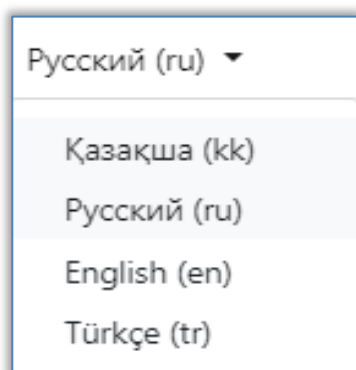 Русский (ru)
Қазақша (kk)
Русский (ru)
English (en)
Türkçe (tr)